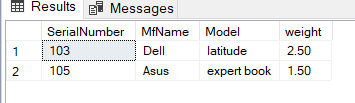 Results Messages
SerialNumber MfName Model weight
1 103 Dell latitude 2.50
2 105 Asus expert book 1.50